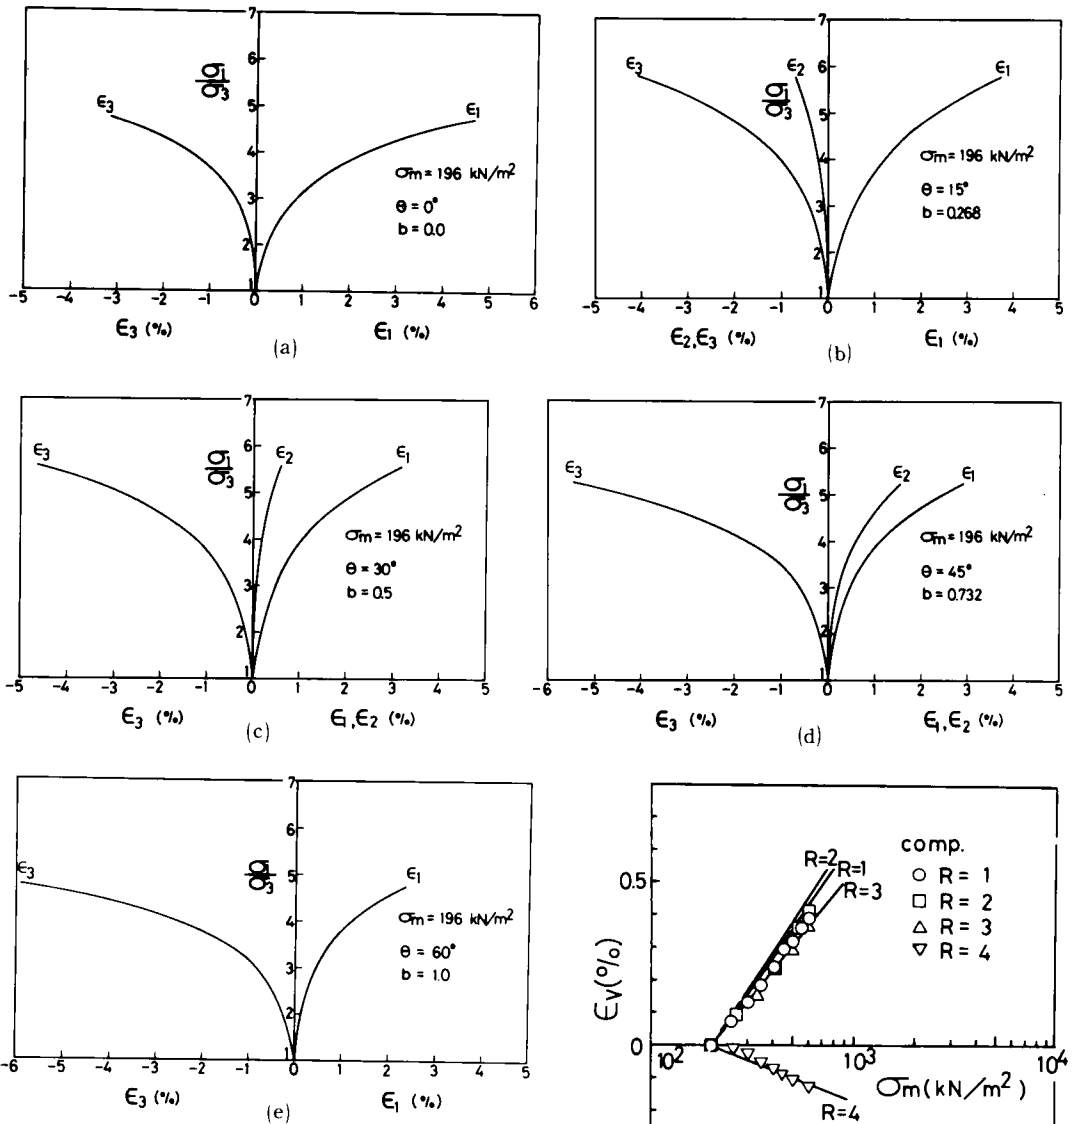 7
6
5
4
3
2
1
σ1/σ3
ε3
ε1
σm = 196 kN/m²
θ = 0°
b = 0.0
-5 -4 -3 -2 -1 0 1 2 3 4 5 6
ε3 (%) ε1 (%)
(a)
7
6
5
4
3
2
1
σ1/σ3
ε3
ε2
ε1
σm = 196 kN/m²
θ = 15°
b = 0.268
-5 -4 -3 -2 -1 0 1 2 3 4 5
ε2,ε3 (%) ε1 (%)
(b)
7
6
5
4
3
2
1
σ1/σ3
ε3
ε2
ε1
σm = 196 kN/m²
θ = 30°
b = 0.5
-5 -4 -3 -2 -1 0 1 2 3 4 5
ε3 (%) ε1,ε2 (%)
(c)
7
6
5
4
3
2
1
σ1/σ3
ε3
ε2
ε1
σm = 196 kN/m²
θ = 45°
b = 0.732
-6 -5 -4 -3 -2 -1 0 1 2 3 4 5
ε3 (%) ε1,ε2 (%)
(d)
7
6
5
4
3
2
1
σ1/σ3
ε3
ε1
σm = 196 kN/m²
θ = 60°
b = 1.0
-6 -5 -4 -3 -2 -1 0 1 2 3 4 5
ε3 (%) ε1 (%)
(e)
comp.
R = 1
R = 2
R = 3
R = 4
R=2
R=1
R=3
R=4
0.5
0
εv(%)
10² 10³ 10⁴
σm(kN/m²)